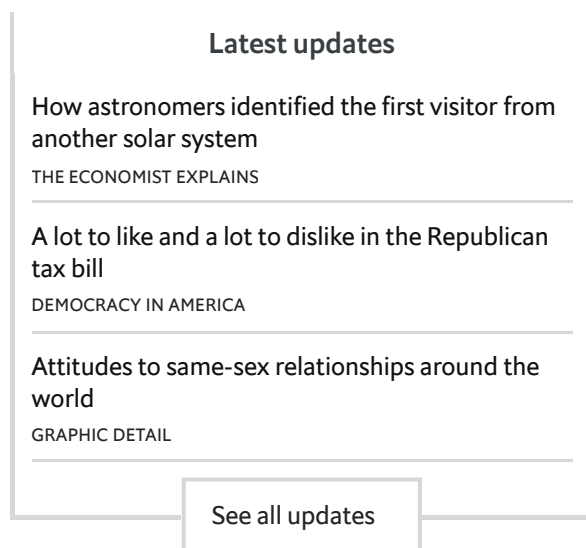 Latest updates
How astronomers identified the first visitor from
another solar system
THE ECONOMIST EXPLAINS
A lot to like and a lot to dislike in the Republican
tax bill
DEMOCRACY IN AMERICA
Attitudes to same-sex relationships around the
world
GRAPHIC DETAIL
See all updates